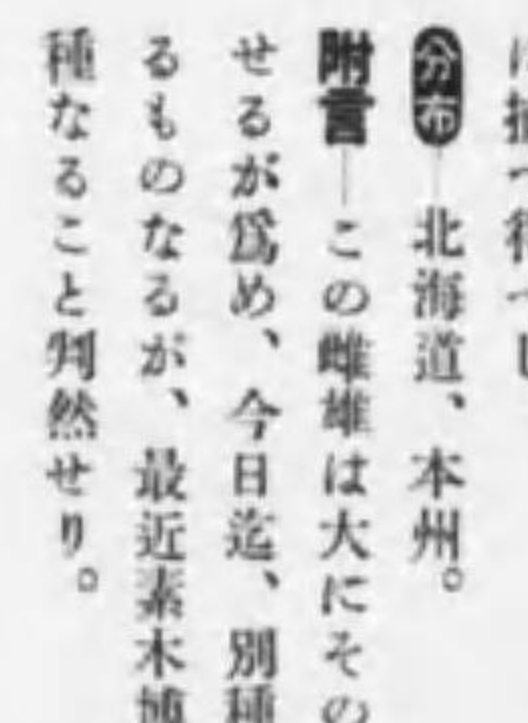 分布―北海道、本州。
附言―この雌雄は大にその
せるが爲め、今日迄、別種
るものなるが、最近素木博
種なること判然せり。